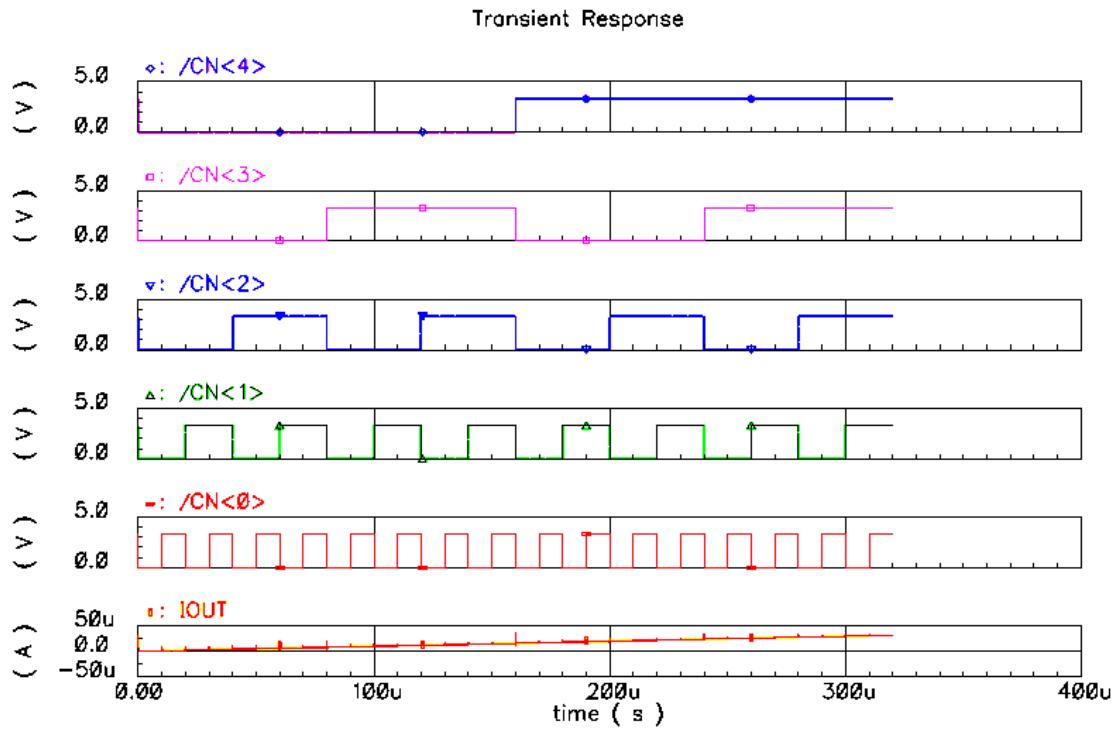 Transient Response
⋄: /CN<4>
( V )
5.0
0.0
▫: /CN<3>
( V )
5.0
0.0
▿: /CN<2>
( V )
5.0
0.0
▵: /CN<1>
( V )
5.0
0.0
-: /CN<0>
( V )
5.0
0.0
▫: IOUT
( A )
50u
0.0
-50u
0.00 100u 200u 300u 400u
time ( s )